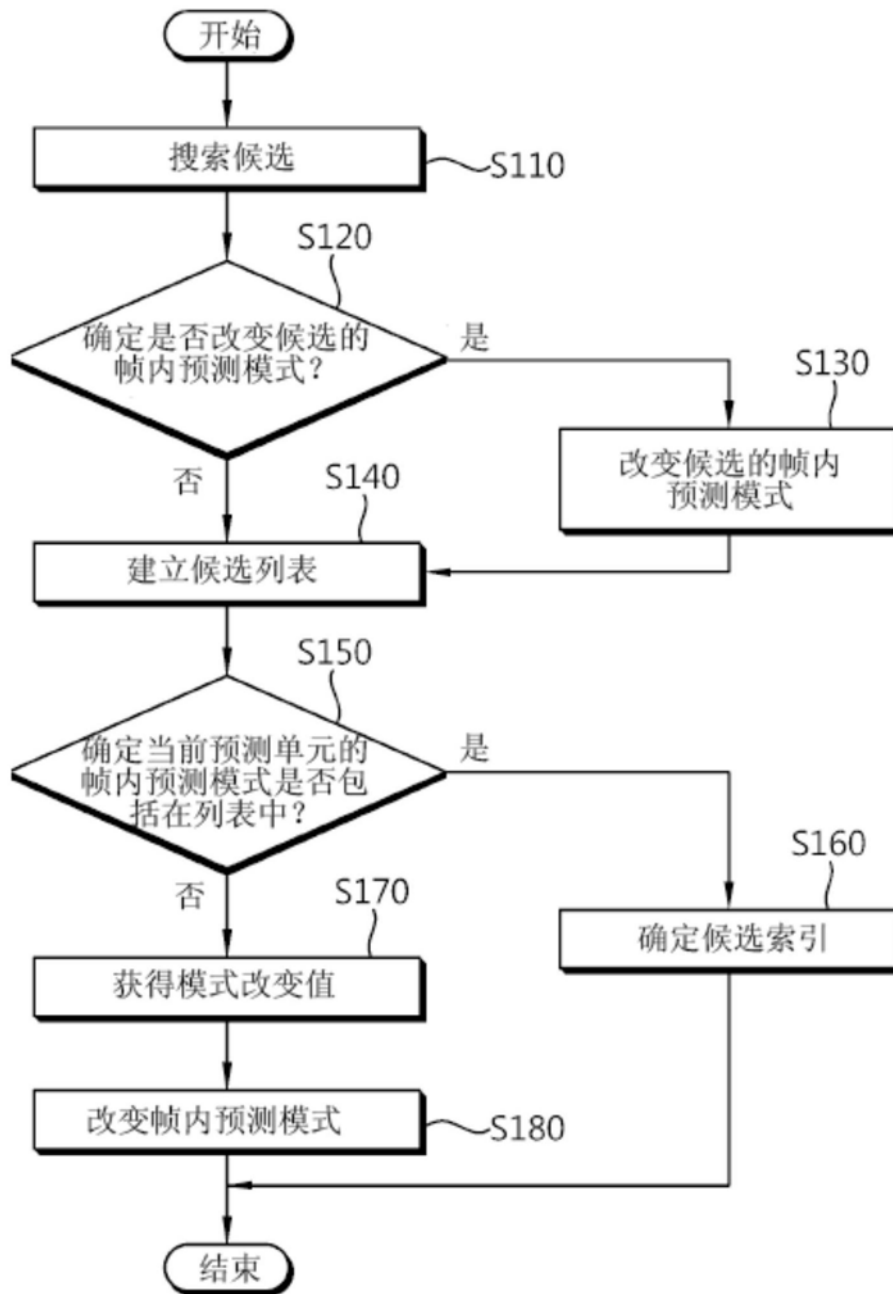 开始
搜索候选
S110
S120
确定是否改变候选的
帧内预测模式？
是
S130
改变候选的帧内
预测模式
否
S140
建立候选列表
S150
确定当前预测单元的
帧内预测模式是否包
括在列表中？
是
S160
确定候选索引
否
S170
获得模式改变值
改变帧内预测模式
S180
结束